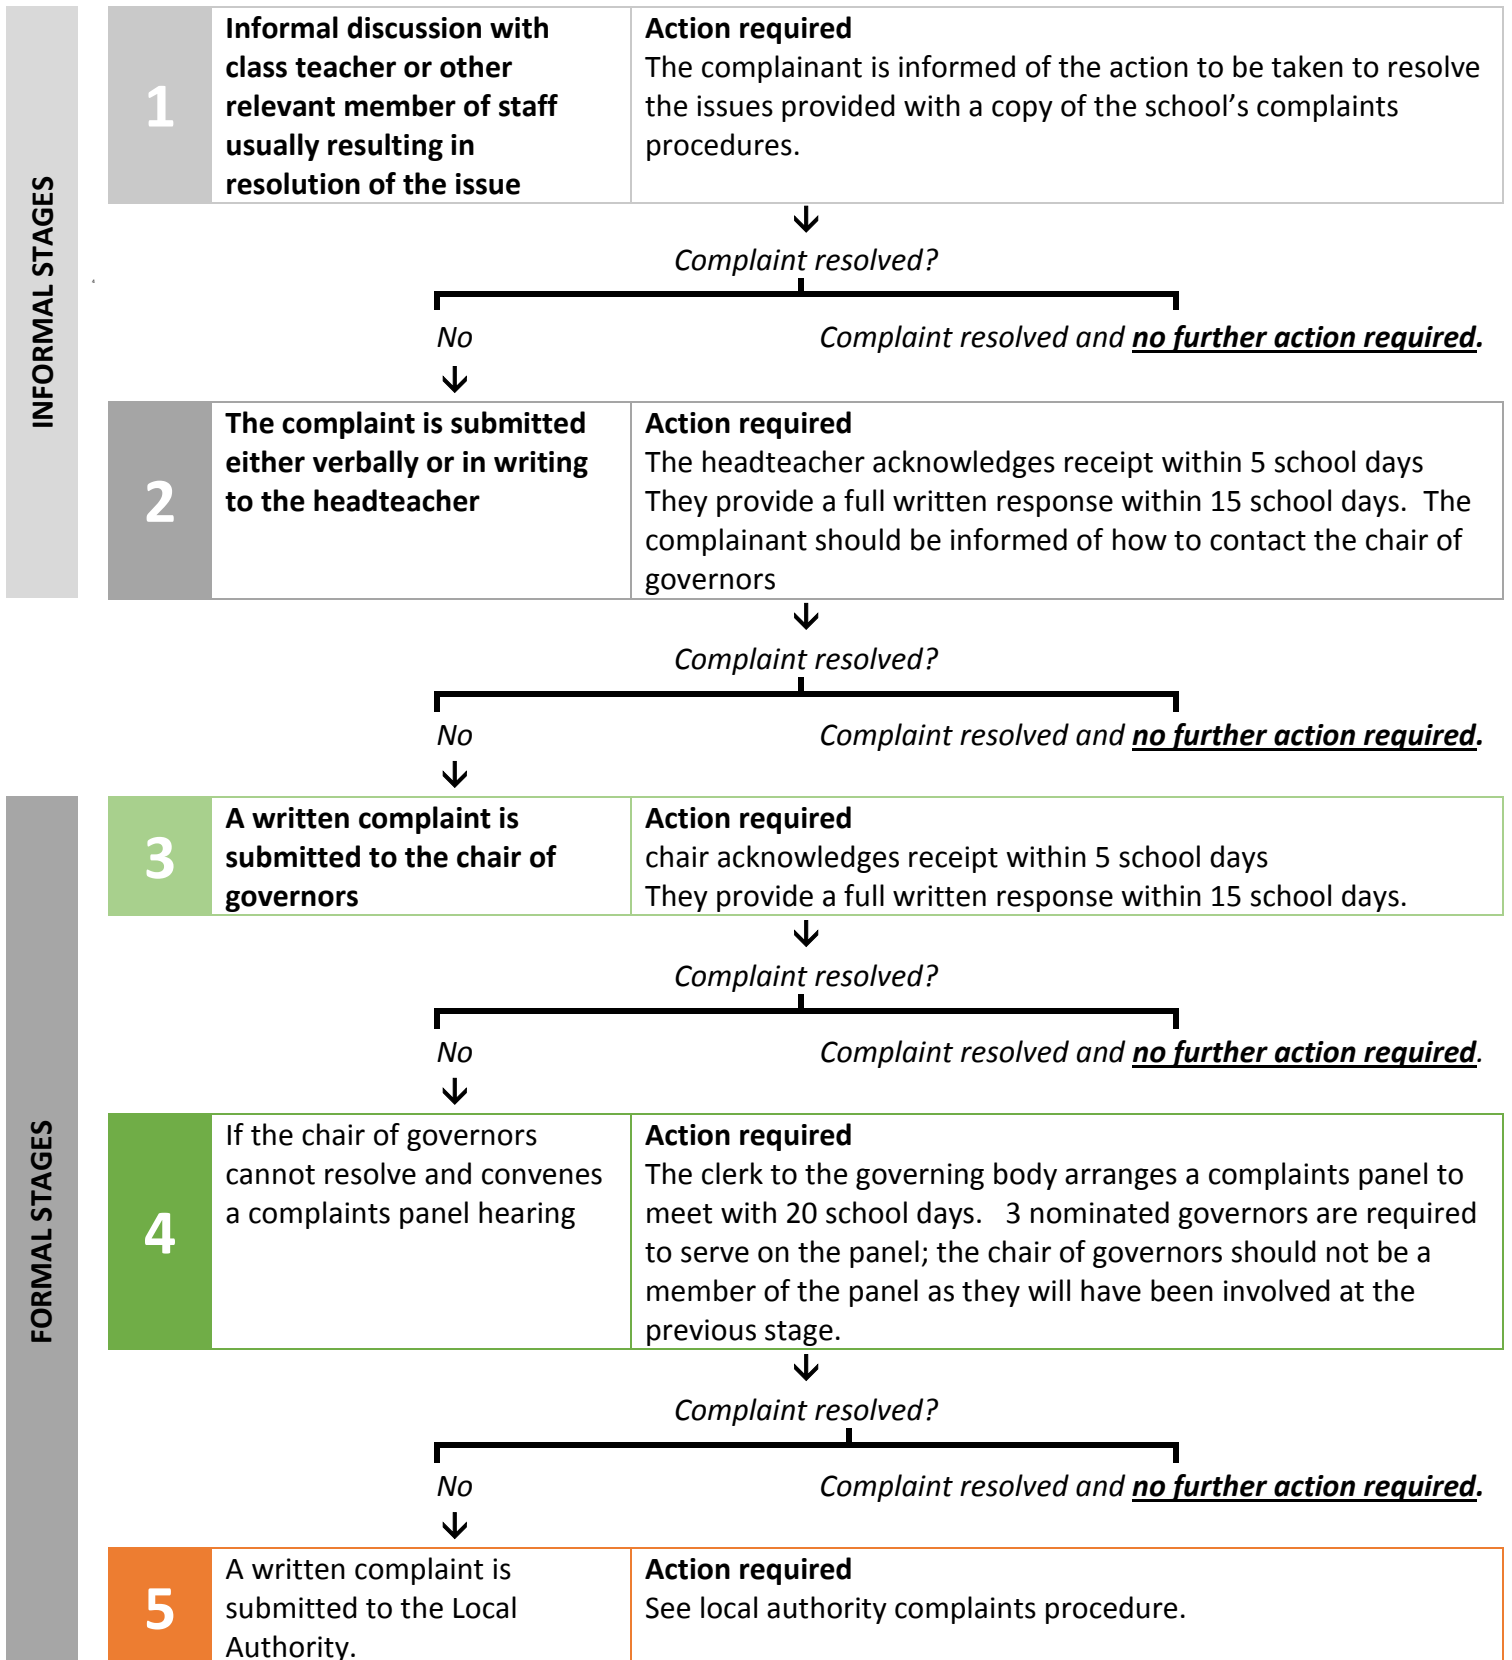 INFORMAL STAGES
1
Informal discussion with
class teacher or other
relevant member of staff
usually resulting in
resolution of the issue
Action required
The complainant is informed of the action to be taken to resolve
the issues provided with a copy of the school's complaints
procedures.
Complaint resolved?
No
Complaint resolved and no further action required.
2
The complaint is submitted
either verbally or in writing
to the headteacher
Action required
The headteacher acknowledges receipt within 5 school days
They provide a full written response within 15 school days.  The
complainant should be informed of how to contact the chair of
governors
Complaint resolved?
No
Complaint resolved and no further action required.
FORMAL STAGES
3
A written complaint is
submitted to the chair of
governors
Action required
chair acknowledges receipt within 5 school days
They provide a full written response within 15 school days.
Complaint resolved?
No
Complaint resolved and no further action required.
4
If the chair of governors
cannot resolve and convenes
a complaints panel hearing
Action required
The clerk to the governing body arranges a complaints panel to
meet with 20 school days.   3 nominated governors are required
to serve on the panel; the chair of governors should not be a
member of the panel as they will have been involved at the
previous stage.
Complaint resolved?
No
Complaint resolved and no further action required.
5
A written complaint is
submitted to the Local
Authority.
Action required
See local authority complaints procedure.